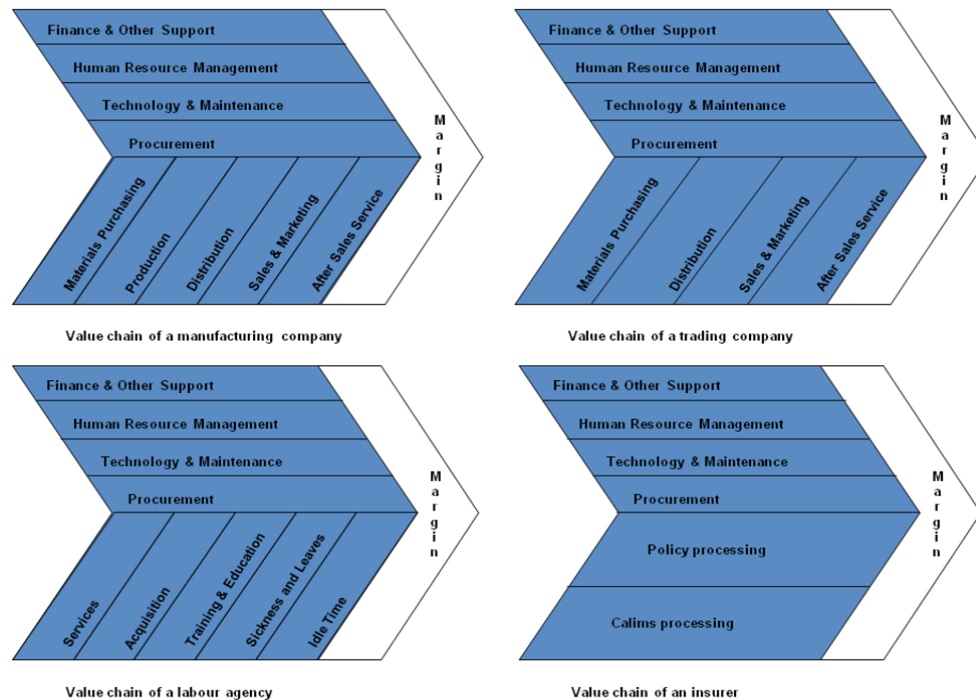 Finance & Other Support
Human Resource Management
Technology & Maintenance
Procurement
Materials Purchasing
Production
Distribution
Sales & Marketing
After Sales Service
Margin
Value chain of a manufacturing company
Finance & Other Support
Human Resource Management
Technology & Maintenance
Procurement
Materials Purchasing
Distribution
Sales & Marketing
After Sales Service
Margin
Value chain of a trading company
Finance & Other Support
Human Resource Management
Technology & Maintenance
Procurement
Services
Acquisition
Training & Education
Sickness and Leaves
Idle Time
Margin
Value chain of a labour agency
Finance & Other Support
Human Resource Management
Technology & Maintenance
Procurement
Policy processing
Calims processing
Margin
Value chain of an insurer